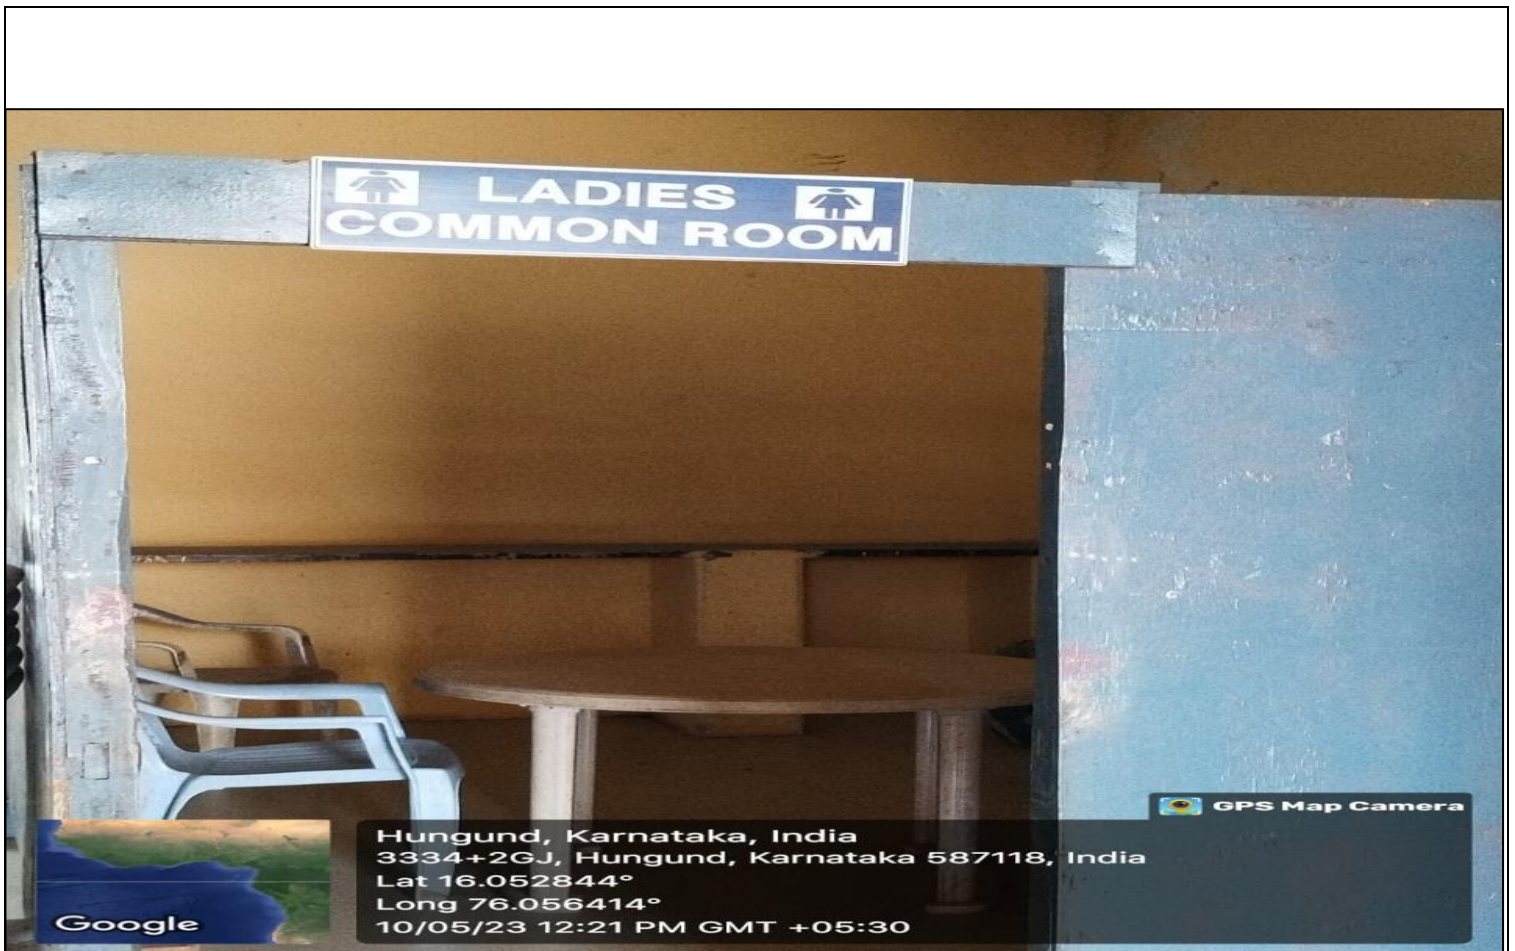 LADIES
COMMON ROOM
GPS Map Camera
Hungund, Karnataka, India
3334+2GJ, Hungund, Karnataka 587118, India
Lat 16.052844°
Long 76.056414°
10/05/23 12:21 PM GMT +05:30
Google